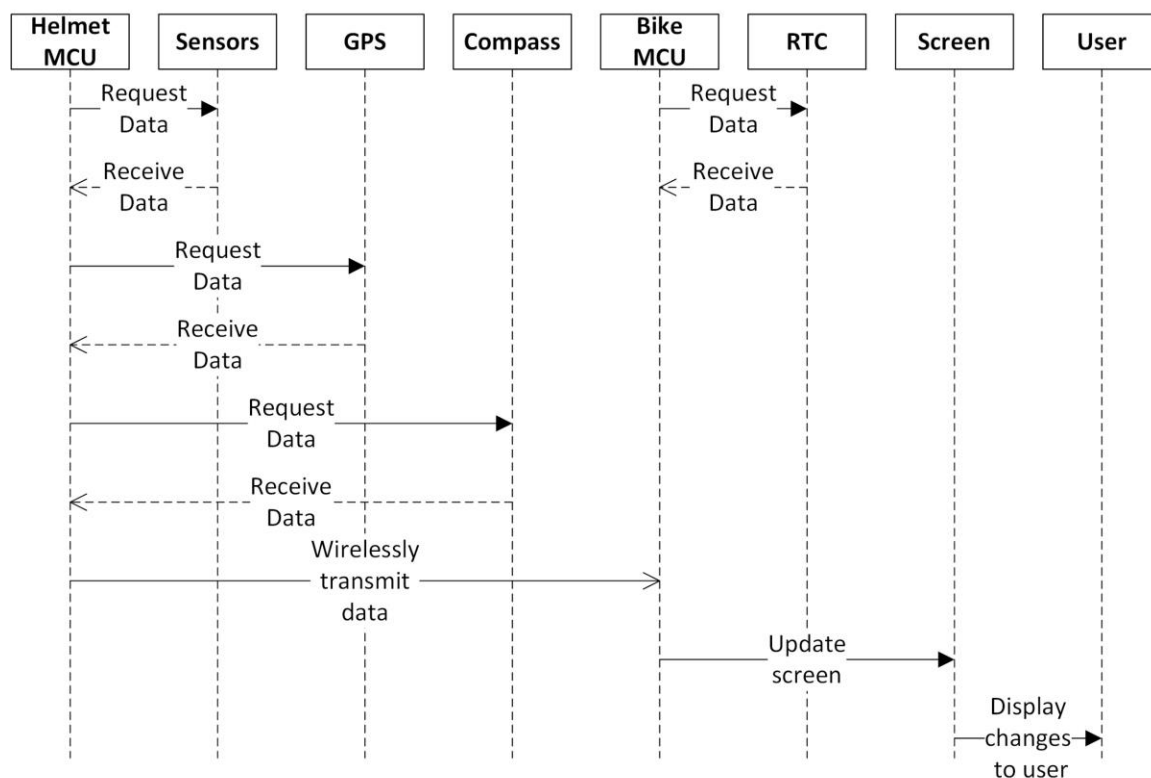 Helmet
MCU
Sensors
GPS
Compass
Bike
MCU
RTC
Screen
User
Request
Data
Request
Data
Receive
Data
Receive
Data
Request
Data
Receive
Data
Request
Data
Receive
Data
Wirelessly
transmit
data
Update
screen
Display
changes
to user